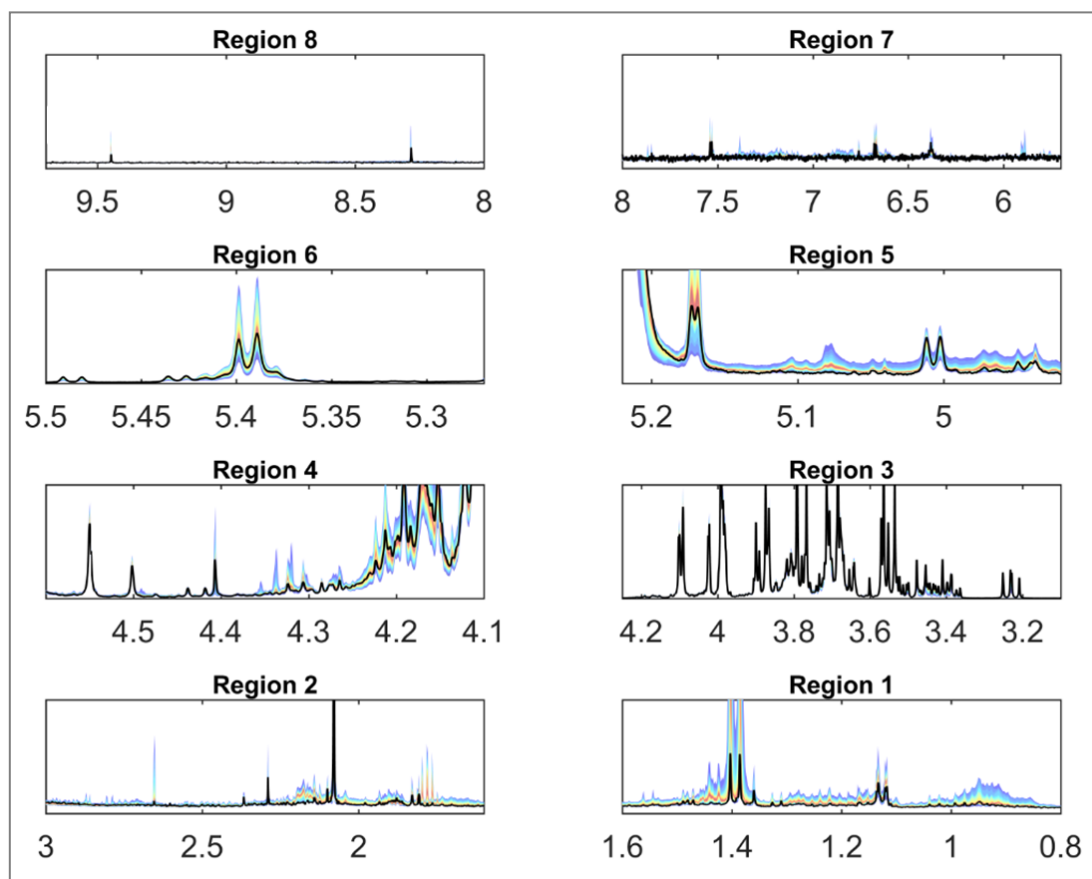 Region 8
Region 7
9.5 9 8.5 8
8 7.5 7 6.5 6
Region 6
Region 5
5.5 5.45 5.4 5.35 5.3
5.2 5.1 5
Region 4
Region 3
4.5 4.4 4.3 4.2 4.1
4.2 4 3.8 3.6 3.4 3.2
Region 2
Region 1
3 2.5 2
1.6 1.4 1.2 1 0.8